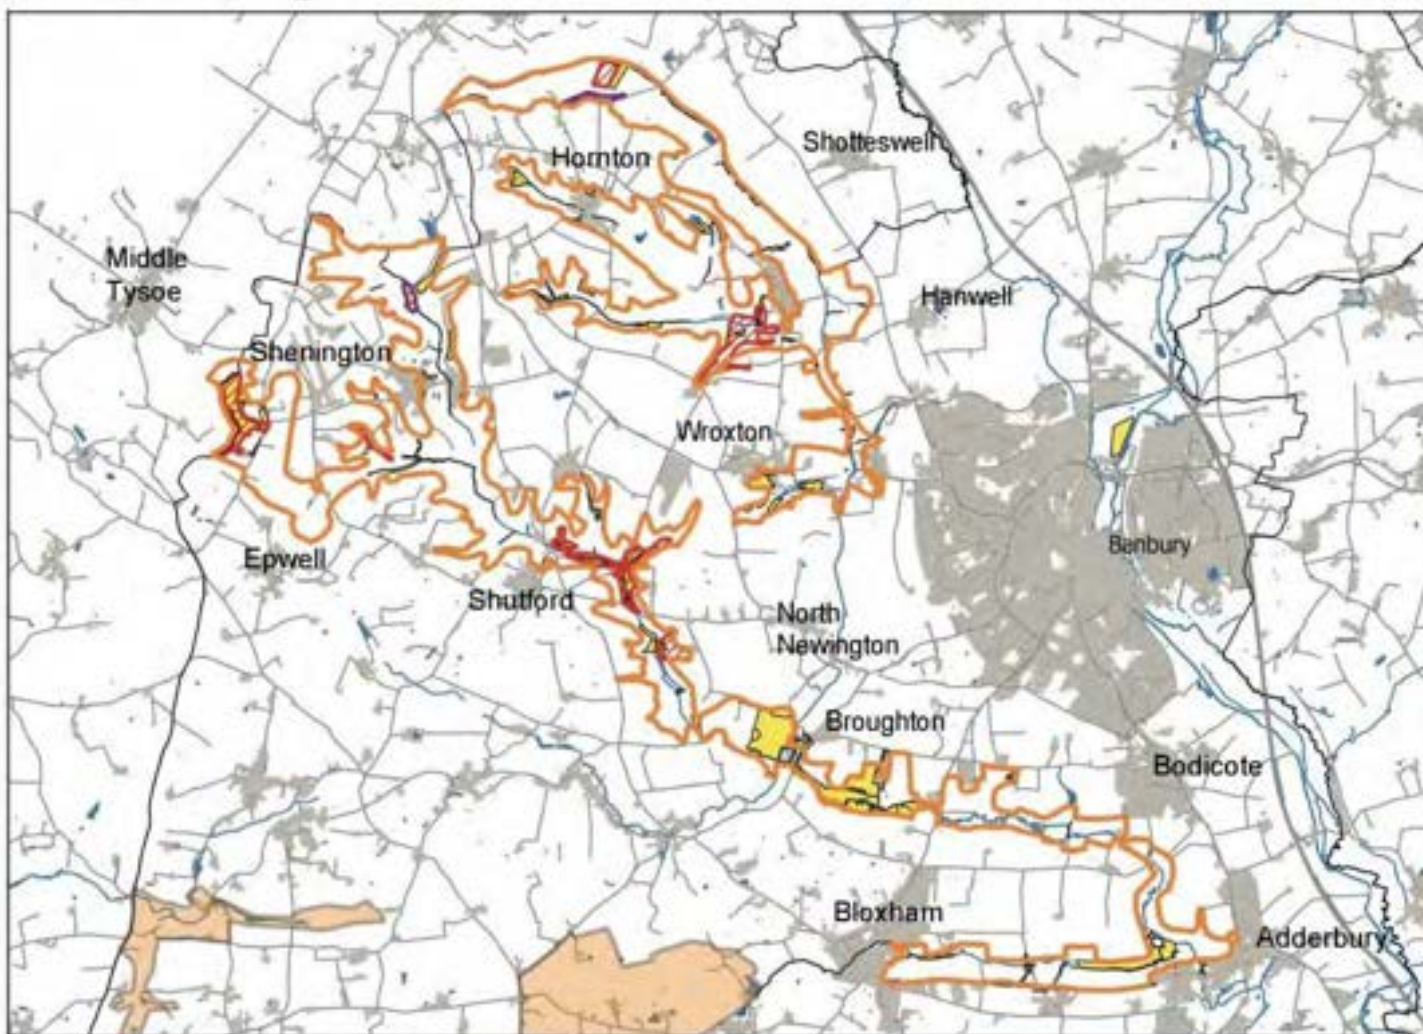 Shotteswell
Hornton
Middle
Tysoe
Hanwell
Shenington
Wroxton
Banbury
Epwell
Shutford
North
Newington
Broughton
Bodicote
Bloxham
Adderbury